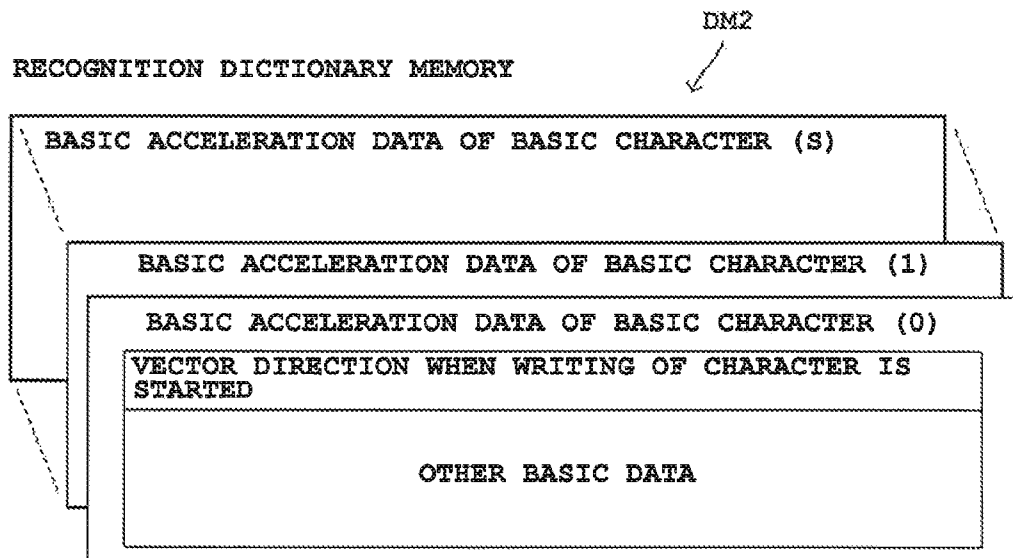 DM2
RECOGNITION DICTIONARY MEMORY
BASIC ACCELERATION DATA OF BASIC CHARACTER (S)
BASIC ACCELERATION DATA OF BASIC CHARACTER (1)
BASIC ACCELERATION DATA OF BASIC CHARACTER (0)
VECTOR DIRECTION WHEN WRITING OF CHARACTER IS
STARTED
OTHER BASIC DATA